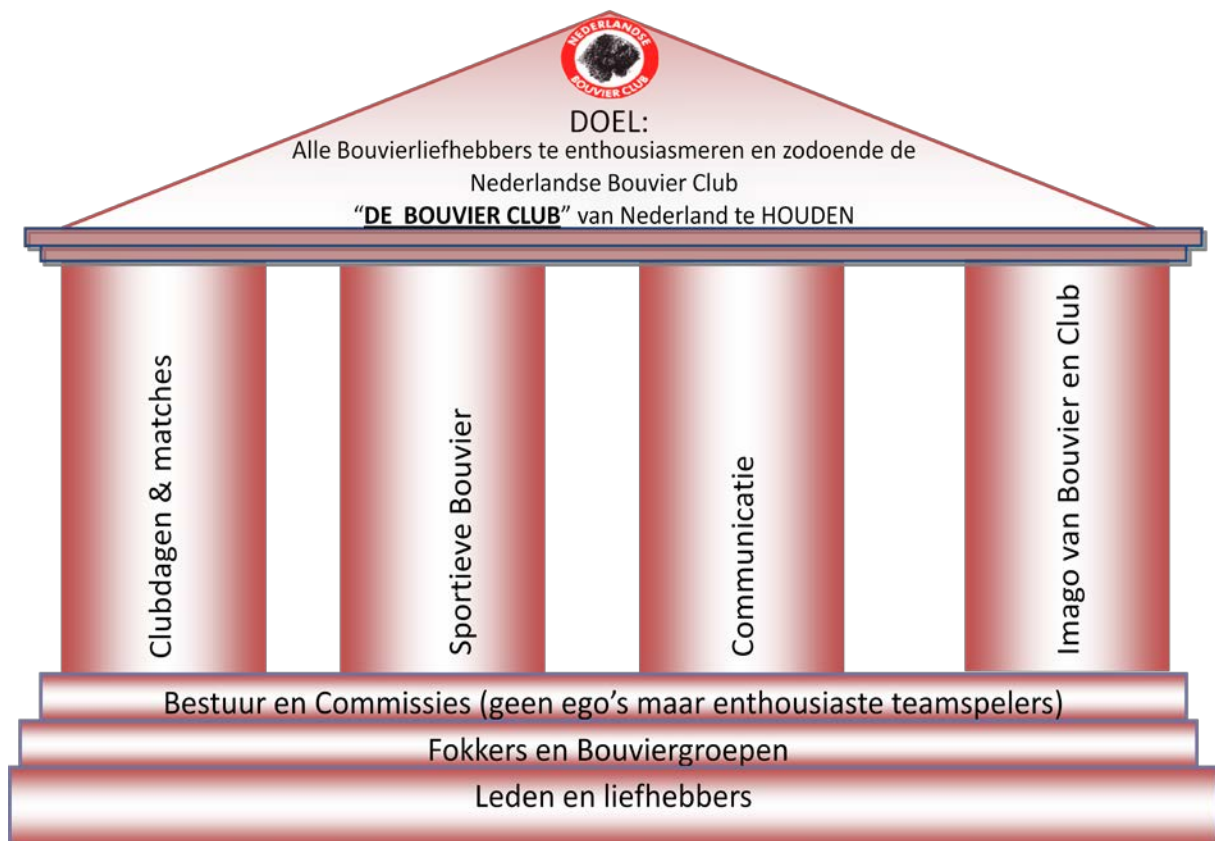 NEDERLANDSE
BOUVIER CLUB
DOEL:
Alle Bouvierliefhebbers te enthousiasmeren en zodoende de
Nederlandse Bouvier Club
“DE BOUVIER CLUB” van Nederland te HOUDEN
Clubdagen & matches
Sportieve Bouvier
Communicatie
Imago van Bouvier en Club
Bestuur en Commissies (geen ego’s maar enthousiaste teamspelers)
Fokkers en Bouviergroepen
Leden en liefhebbers